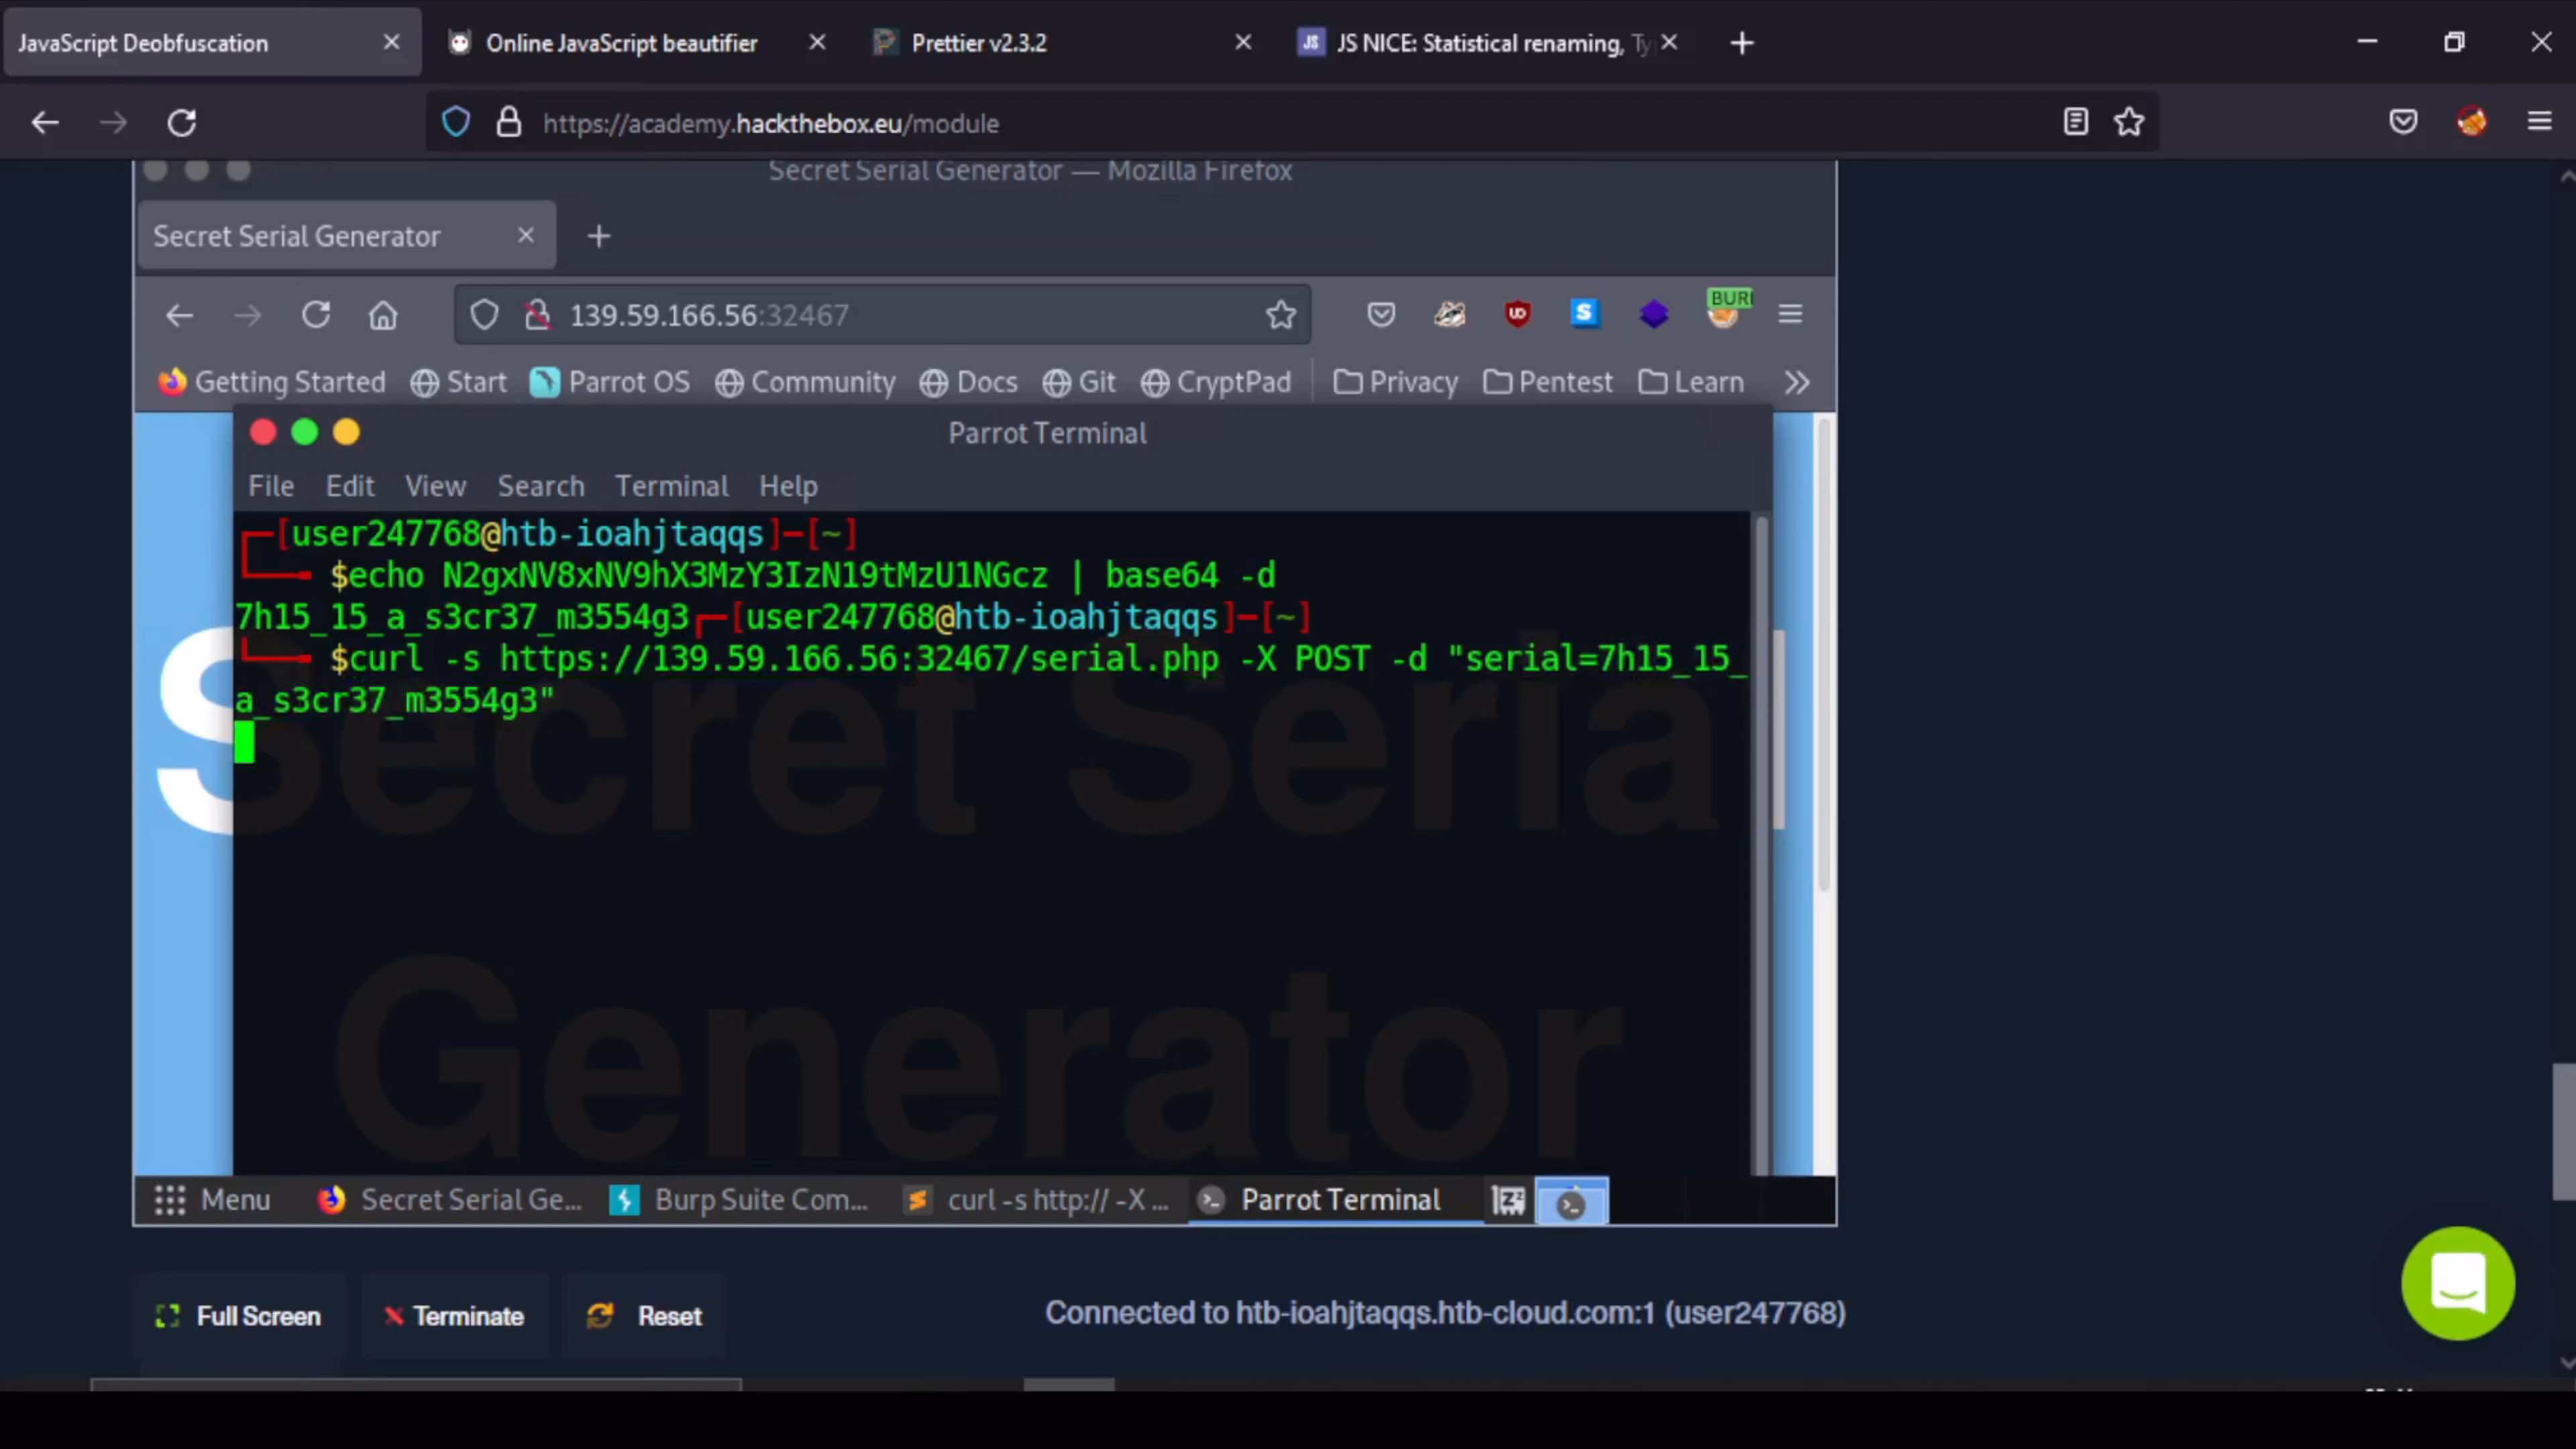 JavaScript Deobfuscation
Online JavaScript beautifier
Prettier v2.3.2
JS NICE: Statistical renaming, Ty
https://academy.hackthebox.eu/module
Secret Serial Generator — Mozilla Firefox
Secret Serial Generator
139.59.166.56:32467
BURP
Getting Started Start Parrot OS Community Docs Git CryptPad Privacy Pentest Learn
Parrot Terminal
File Edit View Search Terminal Help
[user247768@htb-ioahjtaqqs]-[~]
$echo N2gxNV8xNV9hX3MzY3IzN19tMzU1NGcz | base64 -d
7h15_15_a_s3cr37_m3554g3[user247768@htb-ioahjtaqqs]-[~]
$curl -s https://139.59.166.56:32467/serial.php -X POST -d "serial=7h15_15_
a_s3cr37_m3554g3"
Secret Serial
Generator
Menu Secret Serial Ge... Burp Suite Com... curl -s http:// -X ... Parrot Terminal
Full Screen Terminate Reset Connected to htb-ioahjtaqqs.htb-cloud.com:1 (user247768)